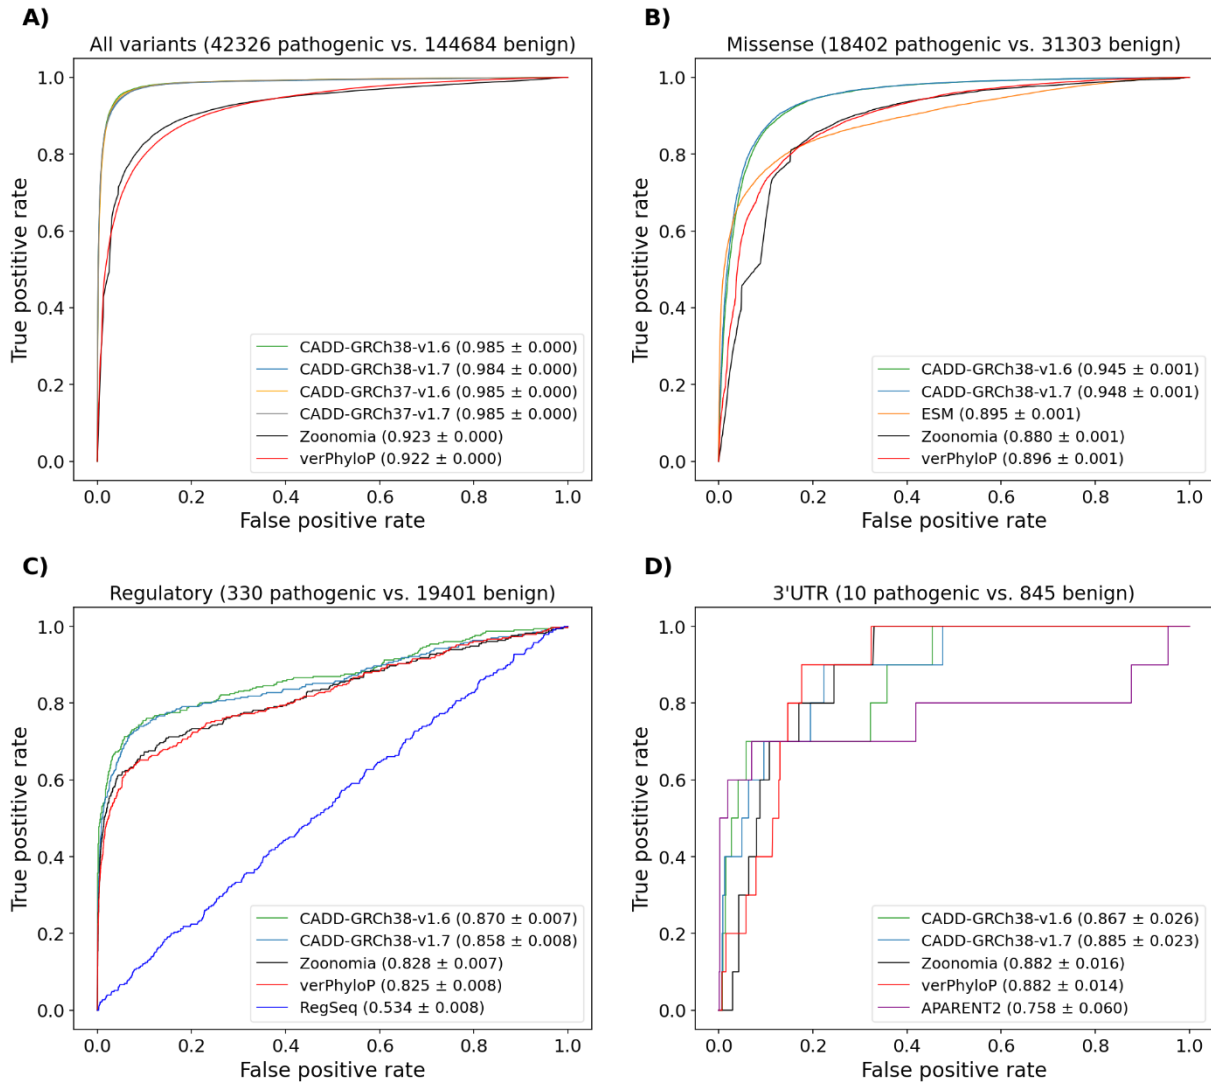 A)
All variants (42326 pathogenic vs. 144684 benign)
1.0
0.8
0.6
0.4
0.2
0.0
True postitive rate
CADD-GRCh38-v1.6 (0.985 ± 0.000)
CADD-GRCh38-v1.7 (0.984 ± 0.000)
CADD-GRCh37-v1.6 (0.985 ± 0.000)
CADD-GRCh37-v1.7 (0.985 ± 0.000)
Zoonomia (0.923 ± 0.000)
verPhyloP (0.922 ± 0.000)
0.0 0.2 0.4 0.6 0.8 1.0
False positive rate
B)
Missense (18402 pathogenic vs. 31303 benign)
1.0
0.8
0.6
0.4
0.2
0.0
True postitive rate
CADD-GRCh38-v1.6 (0.945 ± 0.001)
CADD-GRCh38-v1.7 (0.948 ± 0.001)
ESM (0.895 ± 0.001)
Zoonomia (0.880 ± 0.001)
verPhyloP (0.896 ± 0.001)
0.0 0.2 0.4 0.6 0.8 1.0
False positive rate
C)
Regulatory (330 pathogenic vs. 19401 benign)
1.0
0.8
0.6
0.4
0.2
0.0
True postitive rate
CADD-GRCh38-v1.6 (0.870 ± 0.007)
CADD-GRCh38-v1.7 (0.858 ± 0.008)
Zoonomia (0.828 ± 0.007)
verPhyloP (0.825 ± 0.008)
RegSeq (0.534 ± 0.008)
0.0 0.2 0.4 0.6 0.8 1.0
False positive rate
D)
3'UTR (10 pathogenic vs. 845 benign)
1.0
0.8
0.6
0.4
0.2
0.0
True postitive rate
CADD-GRCh38-v1.6 (0.867 ± 0.026)
CADD-GRCh38-v1.7 (0.885 ± 0.023)
Zoonomia (0.882 ± 0.016)
verPhyloP (0.882 ± 0.014)
APARENT2 (0.758 ± 0.060)
0.0 0.2 0.4 0.6 0.8 1.0
False positive rate